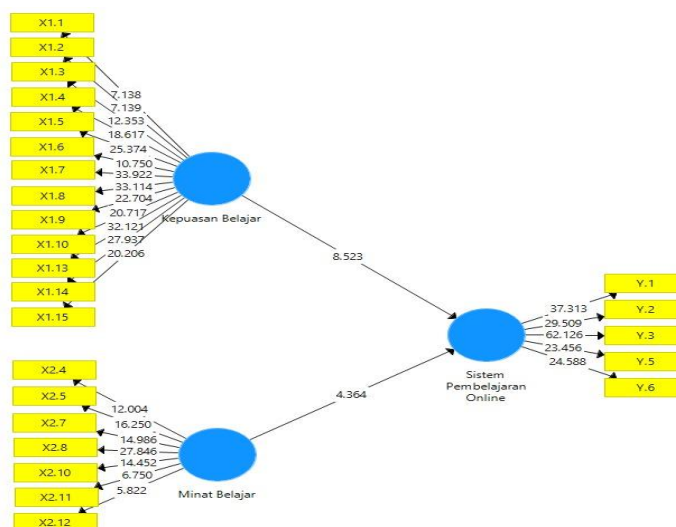 X1.1
X1.2
X1.3
X1.4
X1.5
X1.6
X1.7
X1.8
X1.9
X1.10
X1.13
X1.14
X1.15
7.138
7.139
12.353
18.617
25.374
10.750
33.922
33.114
22.704
20.717
32.121
27.937
20.206
Kepuasan Belajar
8.523
X2.4
X2.5
X2.7
X2.8
X2.10
X2.11
X2.12
12.004
16.250
14.986
27.846
14.452
6.750
5.822
Minat Belajar
4.364
Sistem
Pembelajaran
Online
37.313
29.509
62.126
23.456
24.588
Y.1
Y.2
Y.3
Y.5
Y.6